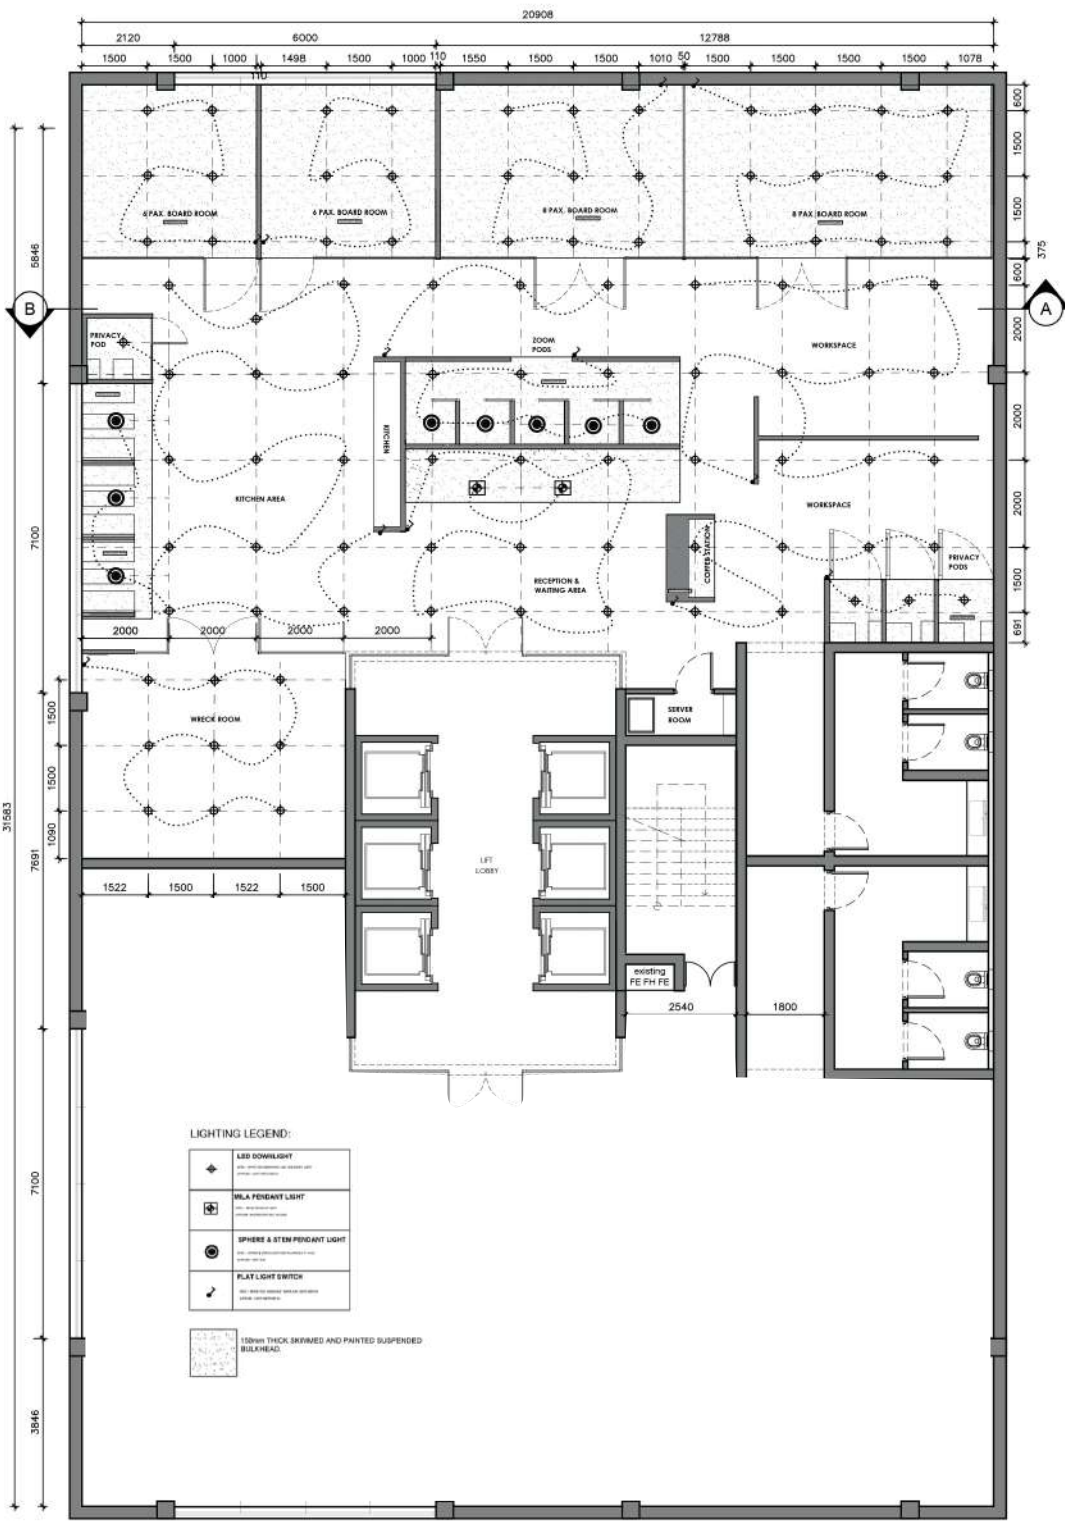 20908
2120
6000
12788
1500
1500
1000
1498
1500
1000
110
1550
1500
1500
1010
50
1500
1500
1500
1500
1078
110
600
1500
1500
375
600
2000
2000
2000
1500
691
5846
7100
31583
7691
7100
3846
6 PAX. BOARD ROOM
6 PAX. BOARD ROOM
8 PAX. BOARD ROOM
8 PAX. BOARD ROOM
B
A
PRIVACY
POD
ZOOM
PODS
WORKSPACE
KITCHEN
KITCHEN AREA
WORKSPACE
COFFEE STATION
PRIVACY
PODS
RECEPTION &
WAITING AREA
2000
2000
2000
2000
1500
1500
1090
WRECK ROOM
SERVER
ROOM
LIFT
LOBBY
1522
1500
1522
1500
existing
FE FH FE
2540
1800
LIGHTING LEGEND:
LED DOWNLIGHT
MILA PENDANT LIGHT
SPHERE & STEM PENDANT LIGHT
FLAT LIGHT SWITCH
150mm THICK SKIMMED AND PAINTED SUSPENDED
BULKHEAD.